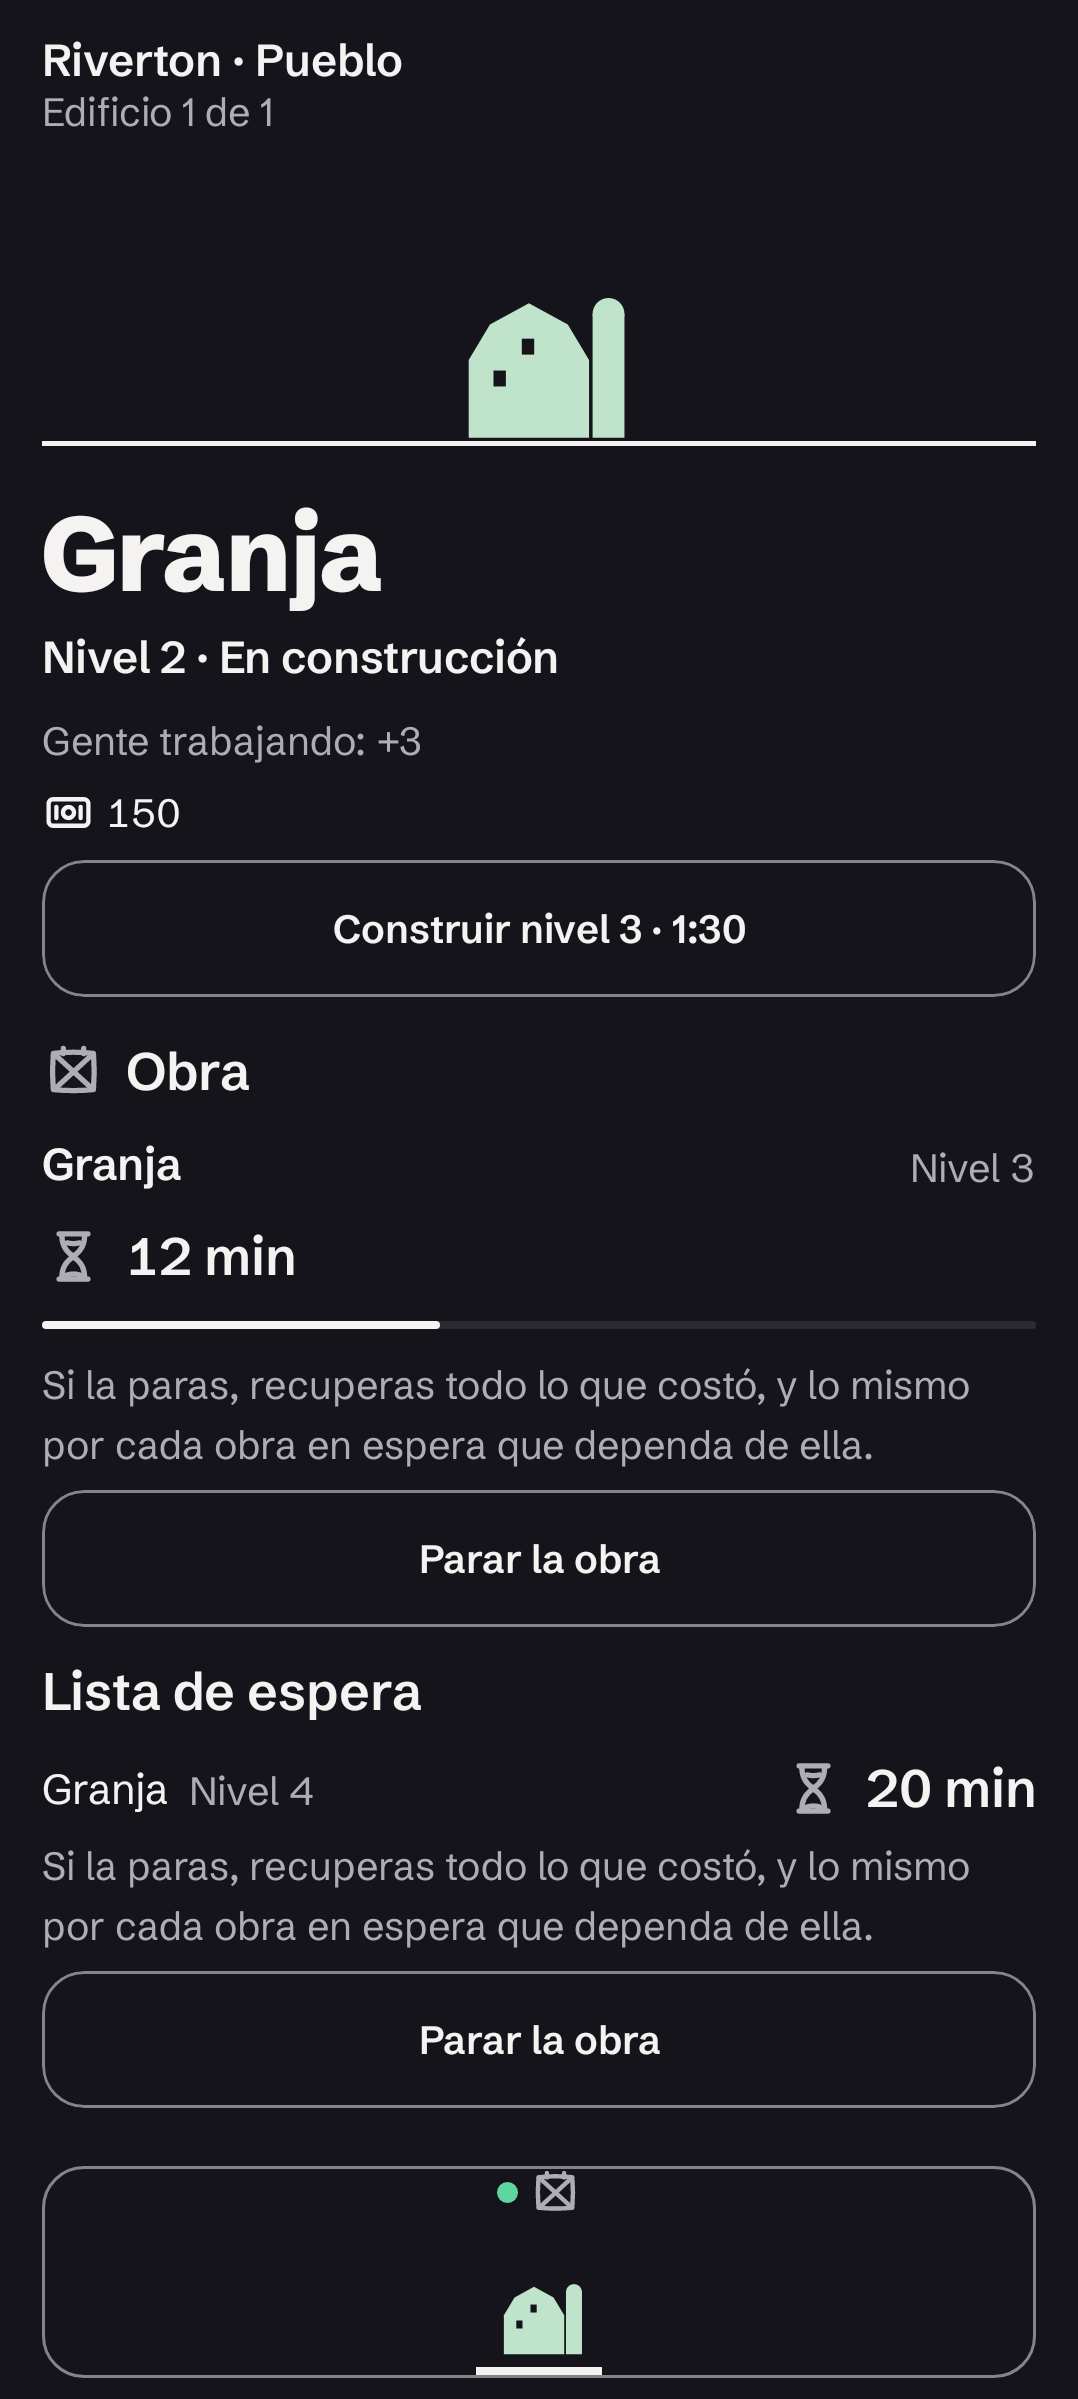 Riverton · Pueblo
Edificio 1 de 1
Granja
Nivel 2 · En construcción
Gente trabajando: +3
150
Construir nivel 3 · 1:30
Obra
Granja Nivel 3
12 min
Si la paras, recuperas todo lo que costó, y lo mismo
por cada obra en espera que dependa de ella.
Parar la obra
Lista de espera
Granja Nivel 4 20 min
Si la paras, recuperas todo lo que costó, y lo mismo
por cada obra en espera que dependa de ella.
Parar la obra